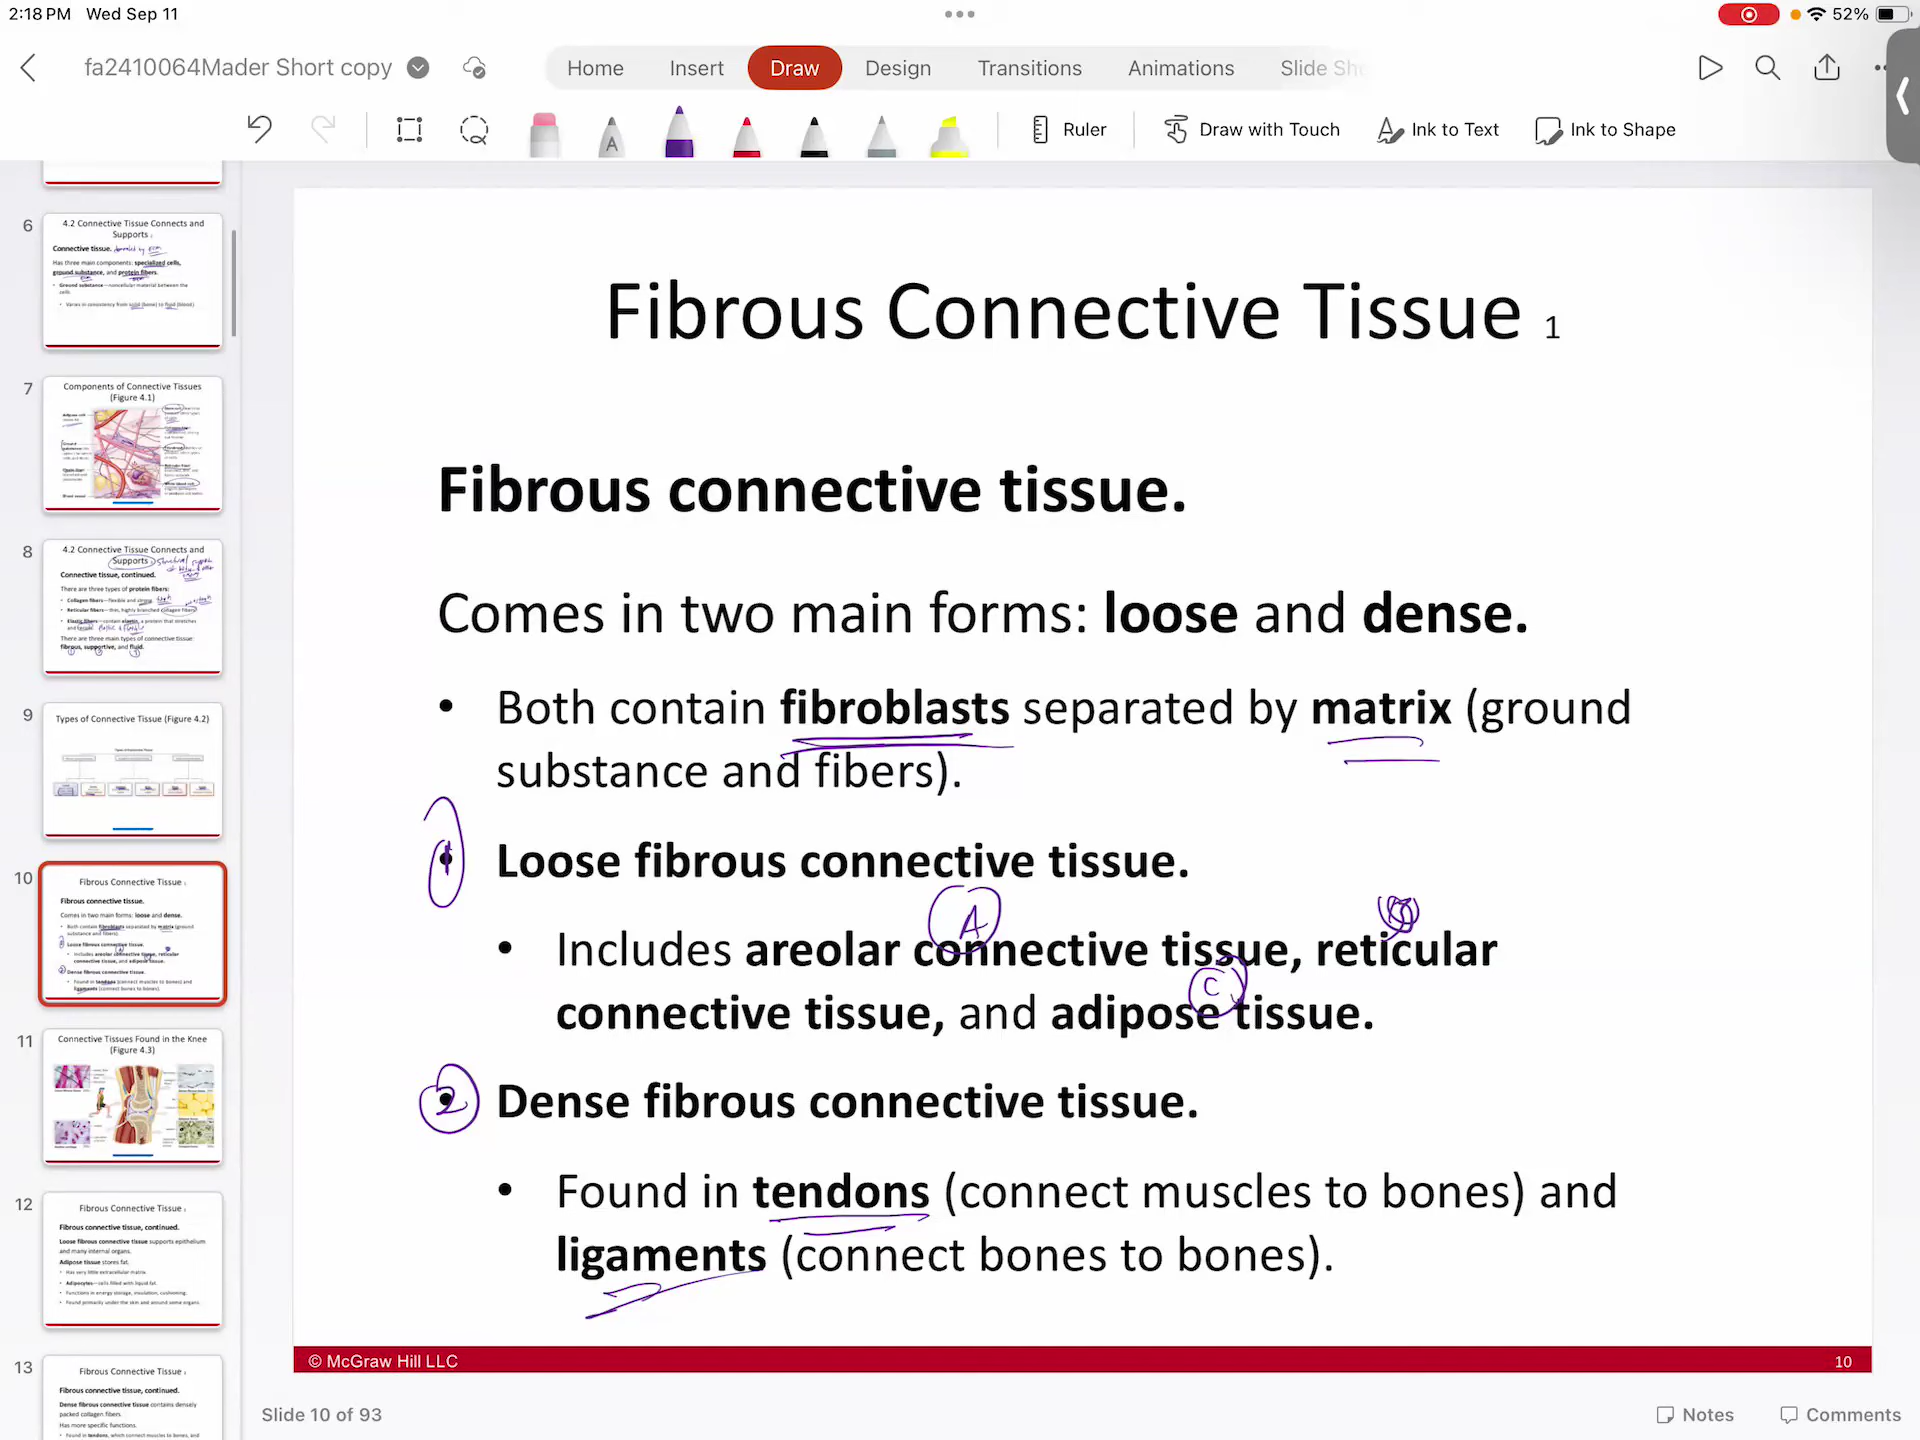 2:18 PM Wed Sep 11
52%
fa2410064Mader Short copy
Home Insert Draw Design Transitions Animations Slide Sh
Ruler Draw with Touch Ink to Text Ink to Shape
6
4.2 Connective Tissue Connects and
Supports
Connective tissue.
Has three main components: specialized cells,
ground substance, and protein fibers.
• Ground substance—noncellular material between the
cells.
• Varies in consistency from solid (bone) to fluid (blood)
7
Components of Connective Tissues
(Figure 4.1)
8
4.2 Connective Tissue Connects and
Supports
Connective tissue, continued.
There are three types of protein fibers:
• Collagen fibers—flexible and strong
• Reticular fibers—thin, highly branched collagen fibers
• Elastic fibers—contain elastin, a protein that stretches
There are three main types of connective tissue:
fibrous, supportive, and fluid.
9
Types of Connective Tissue (Figure 4.2)
10
Fibrous Connective Tissue 1
Fibrous connective tissue.
Comes in two main forms: loose and dense.
• Both contain fibroblasts separated by matrix (ground
substance and fibers).
Loose fibrous connective tissue.
• Includes areolar connective tissue, reticular
connective tissue, and adipose tissue.
2 Dense fibrous connective tissue.
• Found in tendons (connect muscles to bones) and
ligaments (connect bones to bones).
11
Connective Tissues Found in the Knee
(Figure 4.3)
12
Fibrous Connective Tissue
Fibrous connective tissue, continued.
Loose fibrous connective tissue supports epithelium
and many internal organs.
Adipose tissue stores fat.
• Has very little extracellular matrix
• Adipocytes—cells filled with liquid fat.
• Functions in energy storage, insulation, cushioning.
• Found primarily under the skin and around some organs.
13
Fibrous Connective Tissue
Fibrous connective tissue, continued.
Dense fibrous connective tissue contains densely
packed collagen fibers.
Has more specific functions.
• Found in tendons, which connect muscles to bones, and
Fibrous Connective Tissue 1
Fibrous connective tissue.
Comes in two main forms: loose and dense.
• Both contain fibroblasts separated by matrix (ground
substance and fibers).
1 Loose fibrous connective tissue.
A
• Includes areolar connective tissue, reticular
C
connective tissue, and adipose tissue.
2 Dense fibrous connective tissue.
• Found in tendons (connect muscles to bones) and
ligaments (connect bones to bones).
© McGraw Hill LLC
10
Slide 10 of 93
Notes Comments